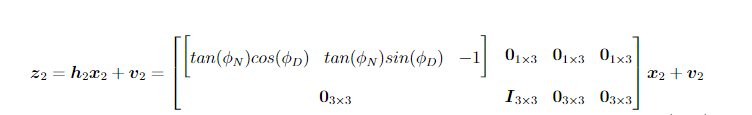 z₂ = h₂x₂ + v₂ = [[tan(ϕ_N)cos(ϕ_D) tan(ϕ_N)sin(ϕ_D) −1] 0₁ₓ₃ 0₁ₓ₃ 0₁ₓ₃
0₃ₓ₃ I₃ₓ₃ 0₃ₓ₃ 0₃ₓ₃] x₂ + v₂